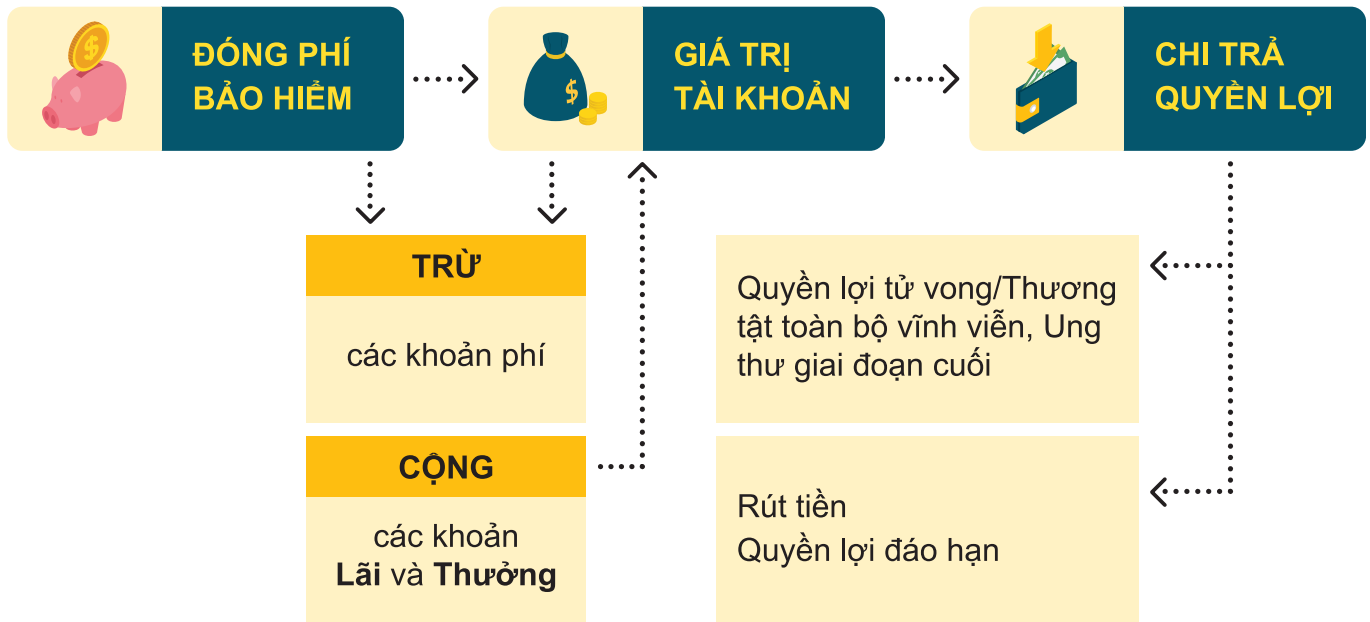 ĐÓNG PHÍ
BẢO HIỂM
GIÁ TRỊ
TÀI KHOẢN
CHI TRẢ
QUYỀN LỢI
TRỪ
các khoản phí
CỘNG
các khoản
Lãi và Thưởng
Quyền lợi tử vong/Thương
tật toàn bộ vĩnh viễn, Ung
thư giai đoạn cuối
Rút tiền
Quyền lợi đáo hạn